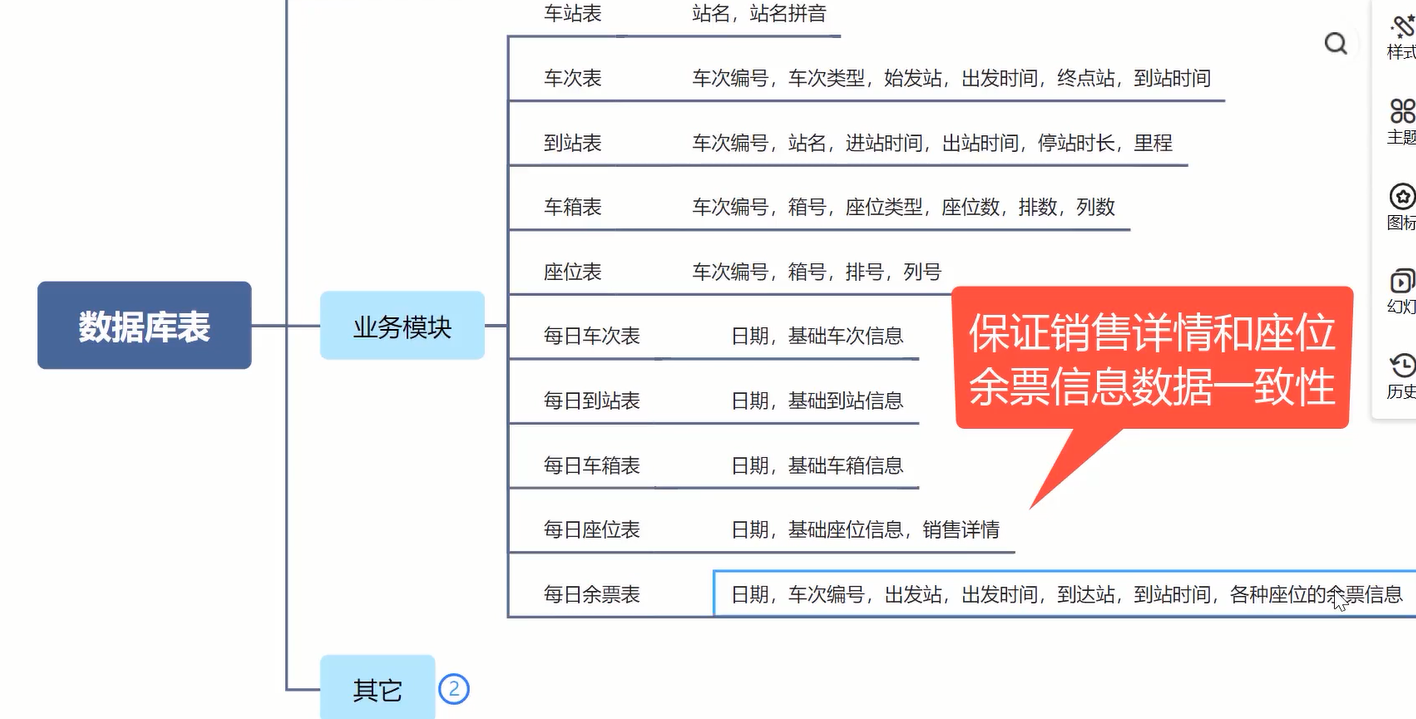 车站表 站名，站名拼音
车次表 车次编号，车次类型，始发站，出发时间，终点站，到站时间
到站表 车次编号，站名，进站时间，出站时间，停站时长，里程
车箱表 车次编号，箱号，座位类型，座位数，排数，列数
座位表 车次编号，箱号，排号，列号
数据库表
业务模块
每日车次表 日期，基础车次信息
每日到站表 日期，基础到站信息
每日车箱表 日期，基础车箱信息
每日座位表 日期，基础座位信息，销售详情
每日余票表 日期，车次编号，出发站，出发时间，到达站，到站时间，各种座位的余票信息
保证销售详情和座位
余票信息数据一致性
其它 2
样式
主题
图标
幻灯
历史